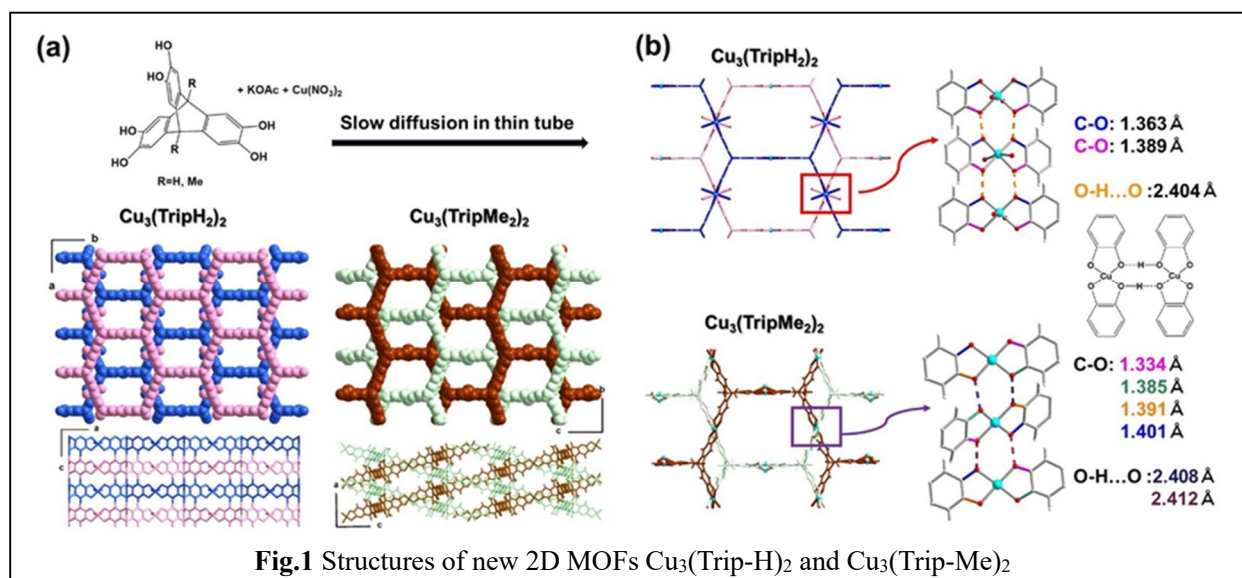 (a)
HO
HO
R
+ KOAc + Cu(NO₃)₂
HO
OH
HO
R
OH
R=H, Me
Slow diffusion in thin tube
Cu₃(TripH₂)₂
Cu₃(TripMe₂)₂
b
a
b
c
a
c
a
c
(b)
Cu₃(TripH₂)₂
C-O: 1.363 Å
C-O: 1.389 Å
O-H...O :2.404 Å
O O-H-----O O
Cu Cu
O O-H-----O O
Cu₃(TripMe₂)₂
C-O: 1.334 Å
1.385 Å
1.391 Å
1.401 Å
O-H...O :2.408 Å
2.412 Å
Fig.1 Structures of new 2D MOFs Cu₃(Trip-H)₂ and Cu₃(Trip-Me)₂